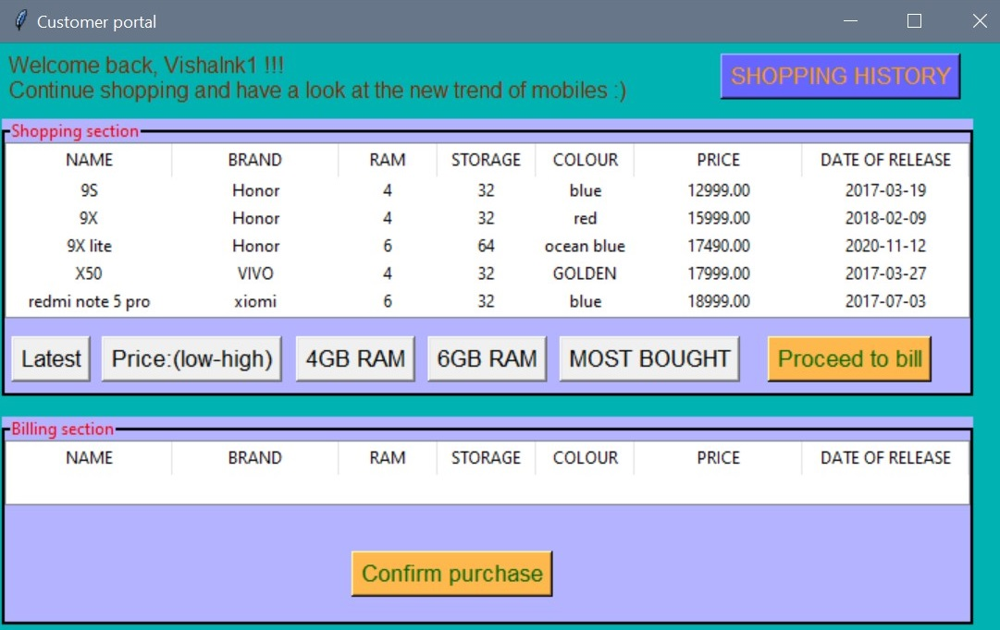 Customer portal
Welcome back, Vishalnk1 !!!
Continue shopping and have a look at the new trend of mobiles :)
SHOPPING HISTORY
Shopping section
NAME BRAND RAM STORAGE COLOUR PRICE DATE OF RELEASE
9S Honor 4 32 blue 12999.00 2017-03-19
9X Honor 4 32 red 15999.00 2018-02-09
9X lite Honor 6 64 ocean blue 17490.00 2020-11-12
X50 VIVO 4 32 GOLDEN 17999.00 2017-03-27
redmi note 5 pro xiomi 6 32 blue 18999.00 2017-07-03
Latest Price:(low-high) 4GB RAM 6GB RAM MOST BOUGHT Proceed to bill
Billing section
NAME BRAND RAM STORAGE COLOUR PRICE DATE OF RELEASE
Confirm purchase